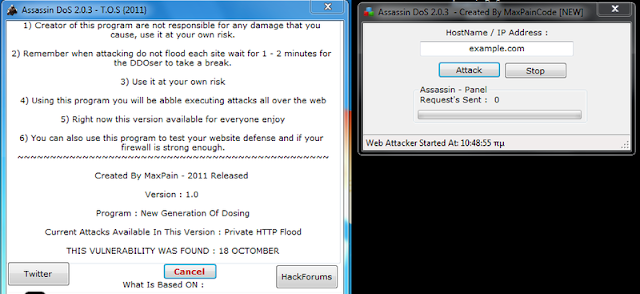 Assassin DoS 2.0.3 - T.O.S (2011)
1) Creator of this program are not responsible for any damage that you
cause, use it at your own risk.
2) Remember when attacking do not flood each site wait for 1 - 2 minutes for
the DDOser to take a break.
3) Use it at your own risk
4) Using this program you will be abble executing attacks all over the web
5) Right now this version available for everyone enjoy
6) You can also use this program to test your website defense and if your
firewall is strong enough.
~~~~~~~~~~~~~~~~~~~~~~~~~~~~~~~~~~~~~~~~~~~~~~~~
Created By MaxPain - 2011 Released
Version : 1.0
Program : New Generation Of Dosing
Current Attacks Available In This Version : Private HTTP Flood
THIS VULNERABILITY WAS FOUND : 18 OCTOMBER
Twitter
Cancel
HackForums
What Is Based ON :
Assassin DoS 2.0.3 - Created By MaxPainCode [NEW]
HostName / IP Address :
example.com
Attack
Stop
Assassin - Panel
Request's Sent : 0
Web Attacker Started At: 10:48:55 πμ